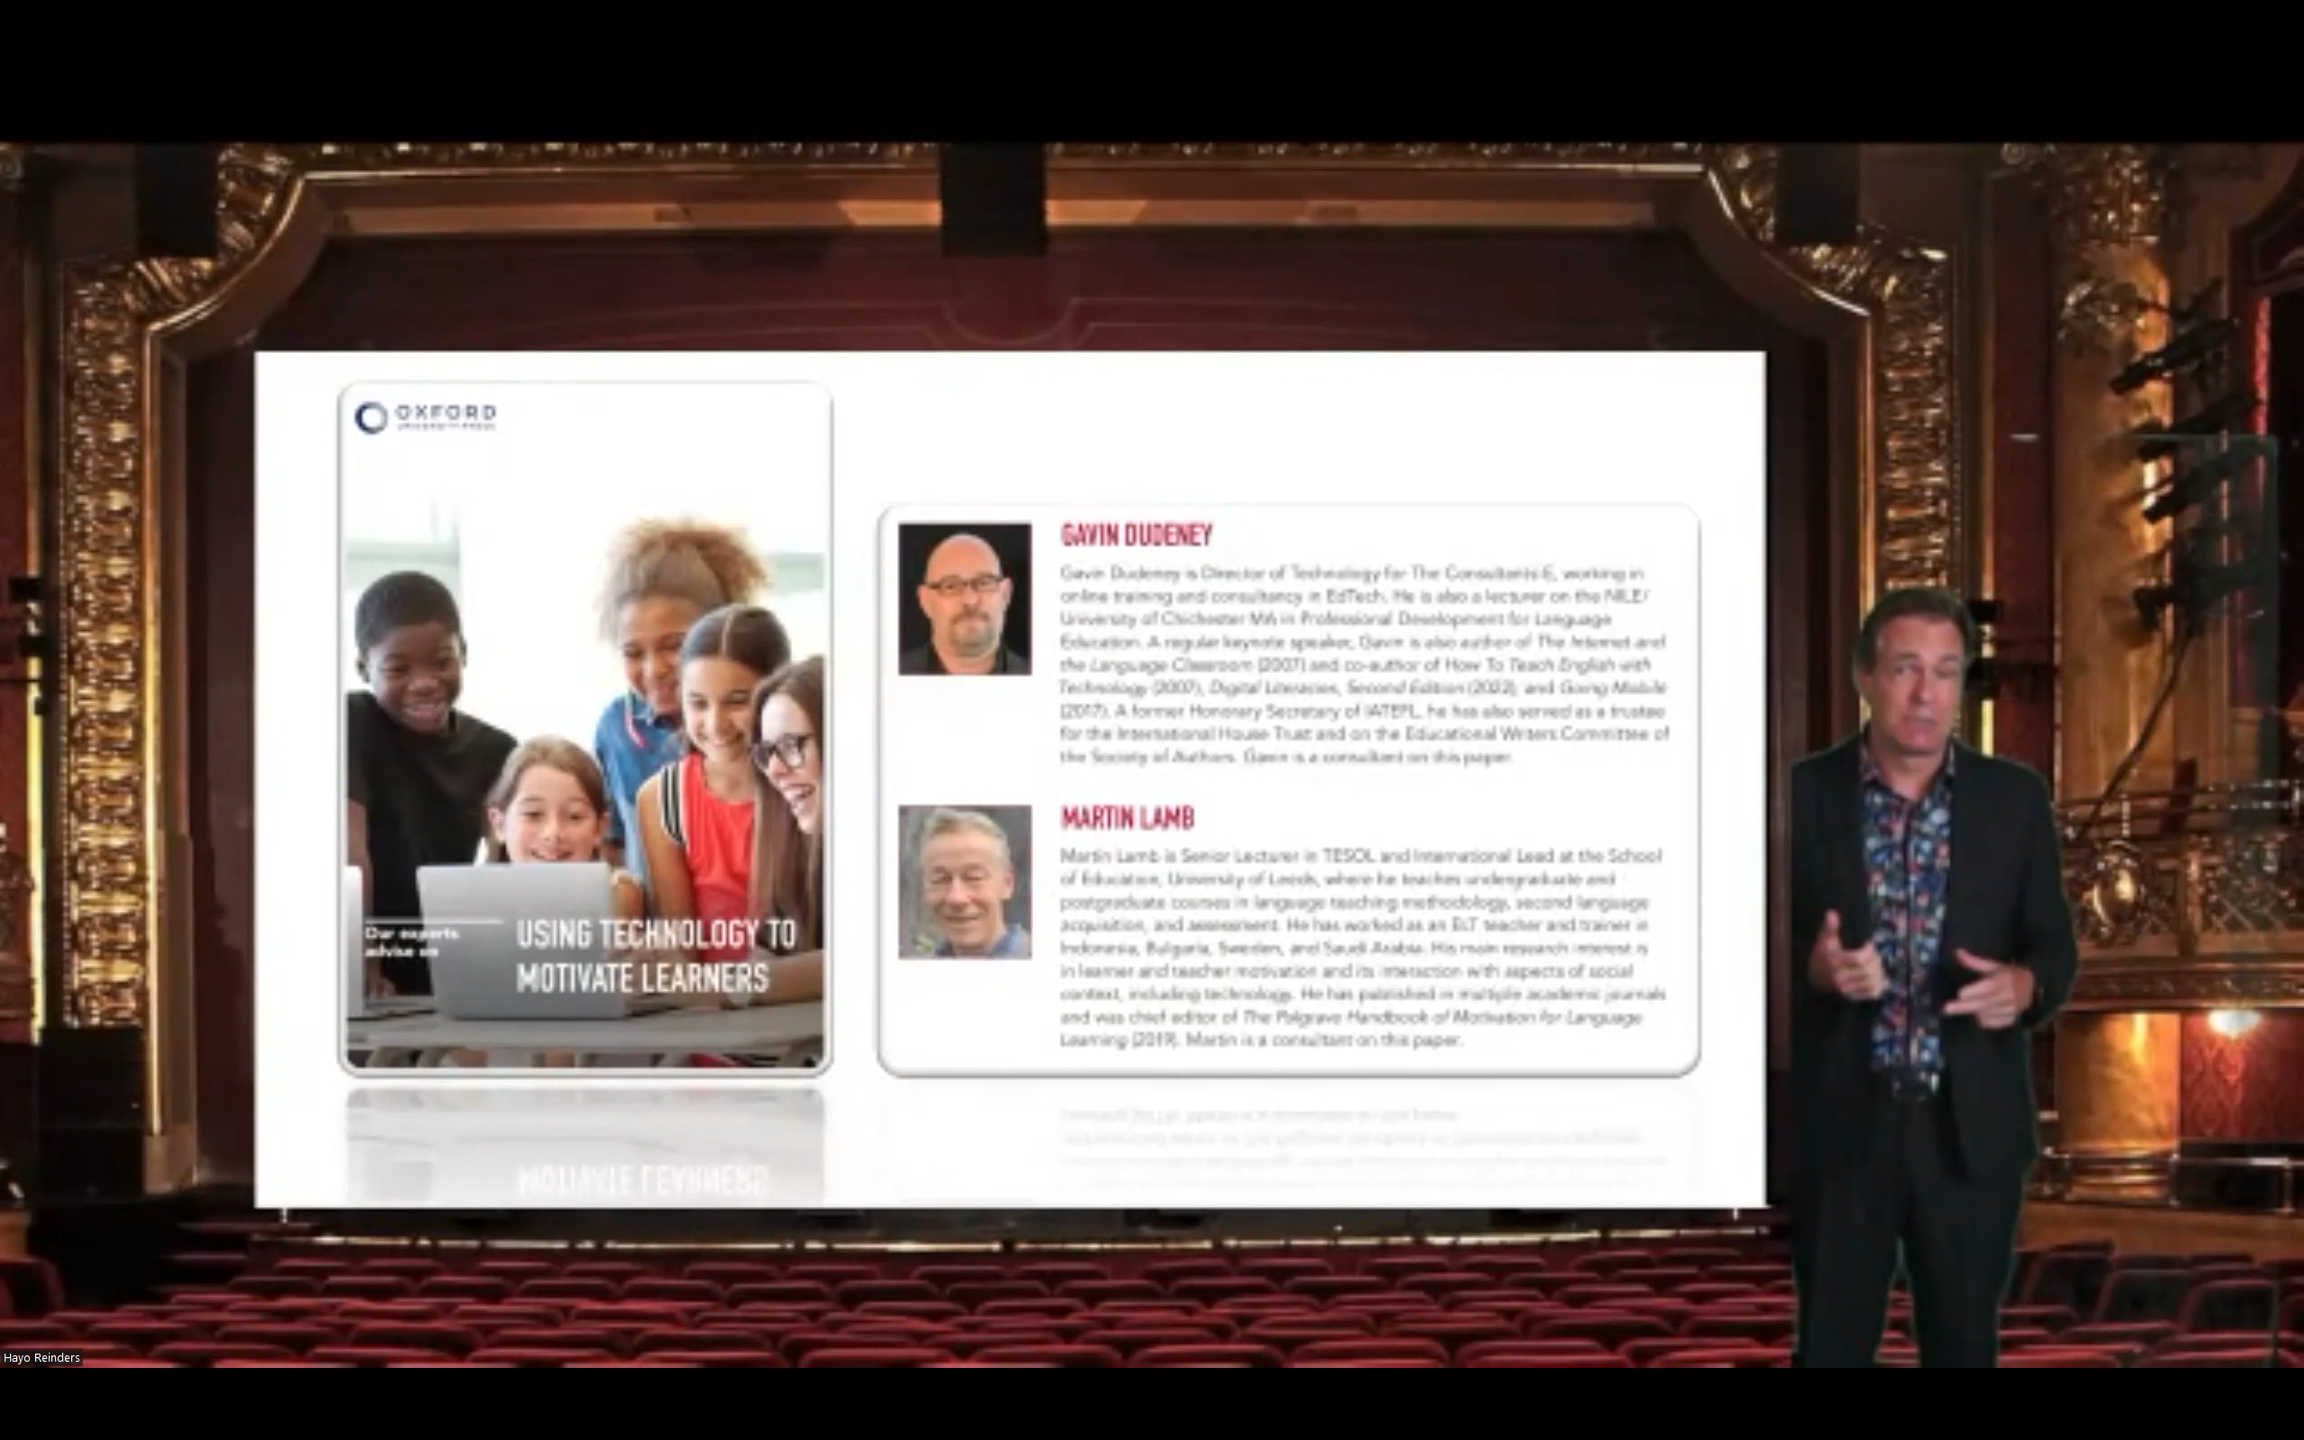 OXFORD
UNIVERSITY PRESS
Our experts
advise on
USING TECHNOLOGY TO
MOTIVATE LEARNERS
GAVIN DUDENEY
Gavin Dudeney is Director of Technology for The Consultants-E, working in
online training and consultancy in EdTech. He is also a lecturer on the NILE/
University of Chichester MA in Professional Development for Language
Education. A regular keynote speaker, Gavin is also author of The Internet and
the Language Classroom (2007) and co-author of How To Teach English with
Technology (2007), Digital Literacies, Second Edition (2022), and Going Mobile
(2017). A former Honorary Secretary of IATEFL, he has also served as a trustee
for the International House Trust and on the Educational Writers Committee of
the Society of Authors. Gavin is a consultant on this paper.
MARTIN LAMB
Martin Lamb is Senior Lecturer in TESOL and International Lead at the School
of Education, University of Leeds, where he teaches undergraduate and
postgraduate courses in language teaching methodology, second language
acquisition, and assessment. He has worked as an ELT teacher and trainer in
Indonesia, Bulgaria, Sweden, and Saudi Arabia. His main research interest is
in learner and teacher motivation and its interaction with aspects of social
context, including technology. He has published in multiple academic journals
and was chief editor of The Palgrave Handbook of Motivation for Language
Learning (2019). Martin is a consultant on this paper.
Hayo Reinders